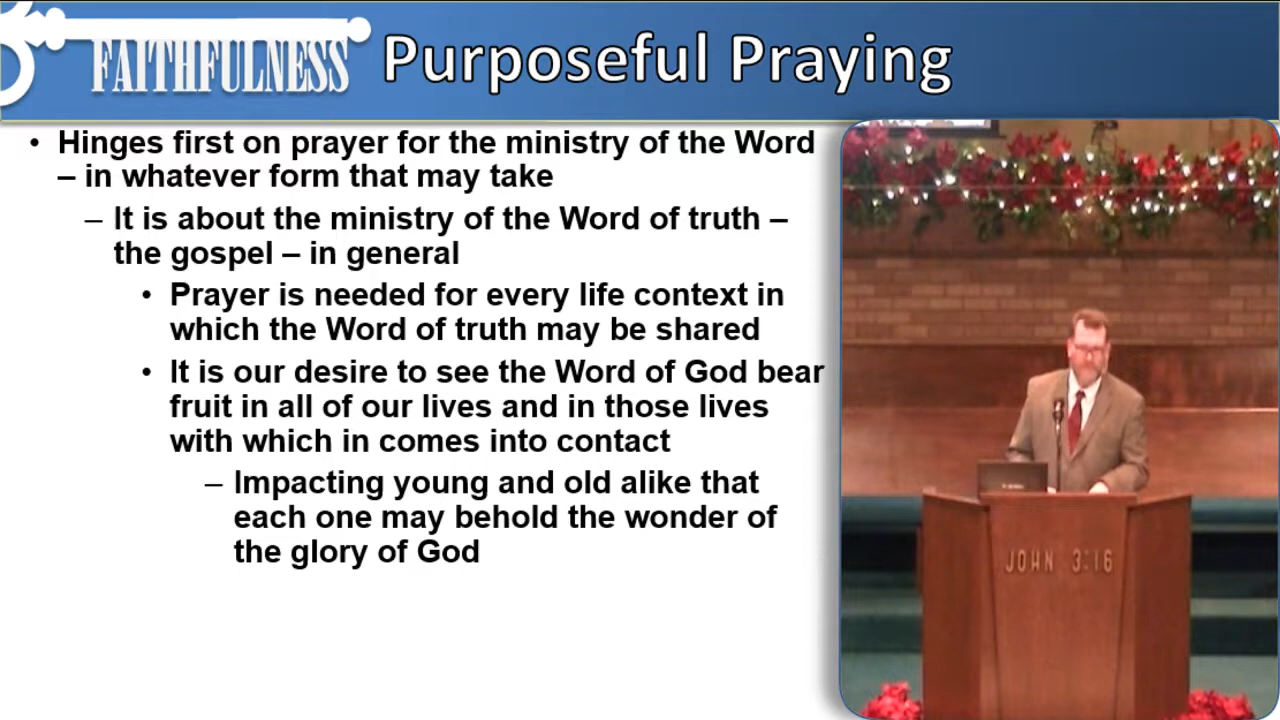 FAITHFULNESS
Purposeful Praying
• Hinges first on prayer for the ministry of the Word
– in whatever form that may take
– It is about the ministry of the Word of truth –
the gospel – in general
• Prayer is needed for every life context in
which the Word of truth may be shared
• It is our desire to see the Word of God bear
fruit in all of our lives and in those lives
with which in comes into contact
– Impacting young and old alike that
each one may behold the wonder of
the glory of God
JOHN 3:16